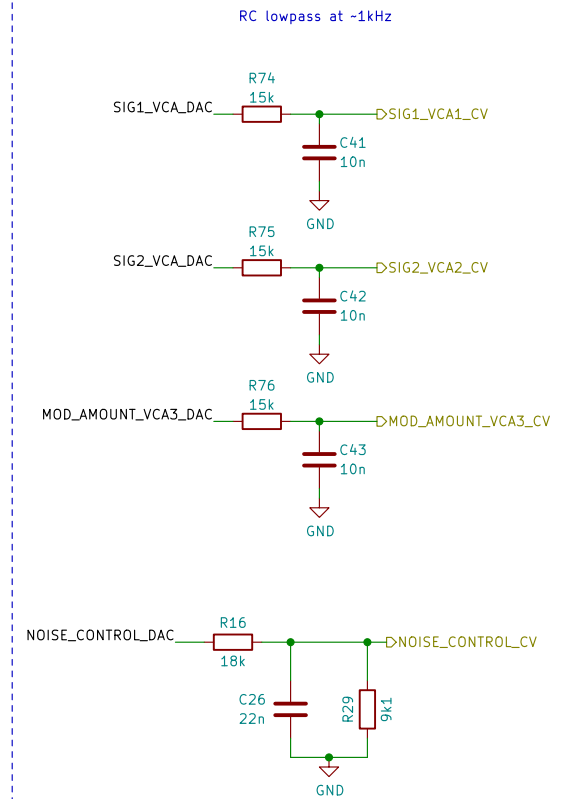 RC lowpass at ~1kHz
R74
15k
SIG1_VCA_DAC
SIG1_VCA1_CV
C41
10n
GND
R75
15k
SIG2_VCA_DAC
SIG2_VCA2_CV
C42
10n
GND
R76
15k
MOD_AMOUNT_VCA3_DAC
MOD_AMOUNT_VCA3_CV
C43
10n
GND
R16
NOISE_CONTROL_DAC
NOISE_CONTROL_CV
18k
C26
22n
R29
9k1
GND